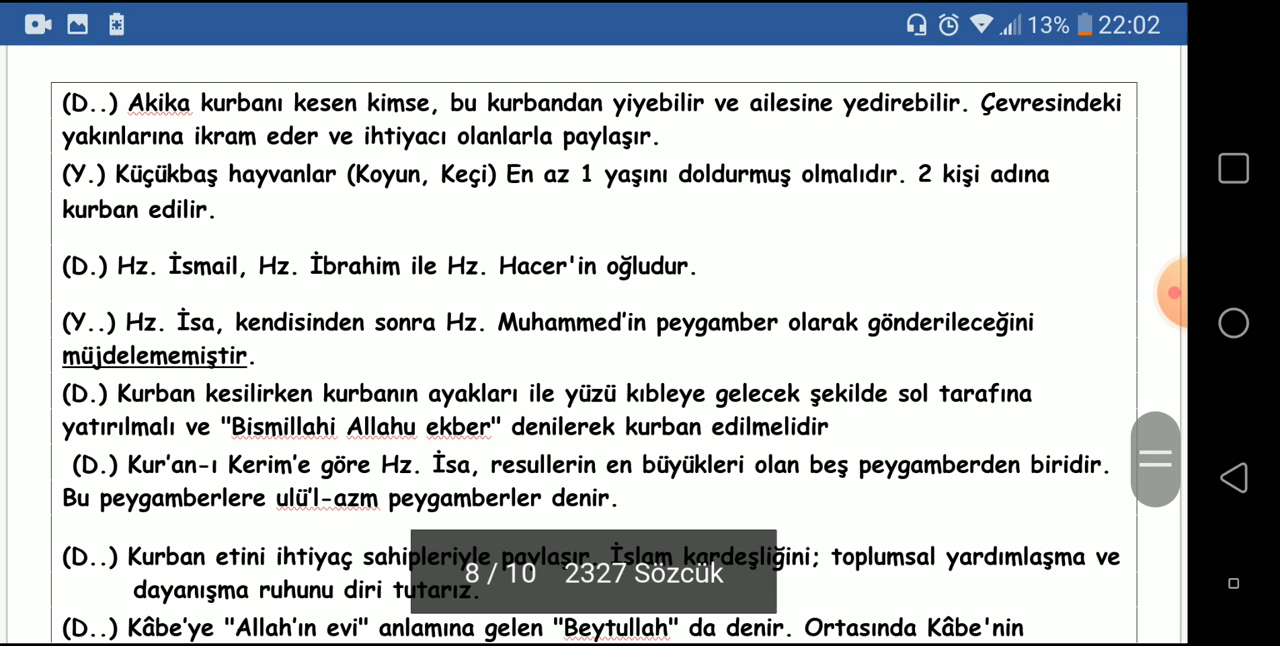 13% 22:02
(D..) Akika kurbanı kesen kimse, bu kurbandan yiyebilir ve ailesine yedirebilir. Çevresindeki
yakınlarına ikram eder ve ihtiyacı olanlarla paylaşır.
(Y.) Küçükbaş hayvanlar (Koyun, Keçi) En az 1 yaşını doldurmuş olmalıdır. 2 kişi adına
kurban edilir.
(D.) Hz. İsmail, Hz. İbrahim ile Hz. Hacer'in oğludur.
(Y..) Hz. İsa, kendisinden sonra Hz. Muhammed’in peygamber olarak gönderileceğini
müjdelememiştir.
(D.) Kurban kesilirken kurbanın ayakları ile yüzü kıbleye gelecek şekilde sol tarafına
yatırılmalı ve "Bismillahi Allahu ekber" denilerek kurban edilmelidir
(D.) Kur’an-ı Kerim’e göre Hz. İsa, resullerin en büyükleri olan beş peygamberden biridir.
Bu peygamberlere ulü’l-azm peygamberler denir.
(D..) Kurban etini ihtiyaç sahipleriyle paylaşır. İslam kardeşliğini; toplumsal yardımlaşma ve
8 / 10 2327 Sözcük
dayanışma ruhunu diri tutarız.
(D..) Kâbe’ye "Allah’ın evi" anlamına gelen "Beytullah" da denir. Ortasında Kâbe'nin